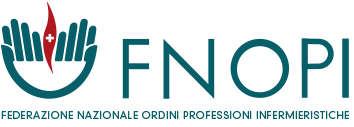 FNOPI
FEDERAZIONE NAZIONALE ORDINI PROFESSIONI INFERMIERISTICHE